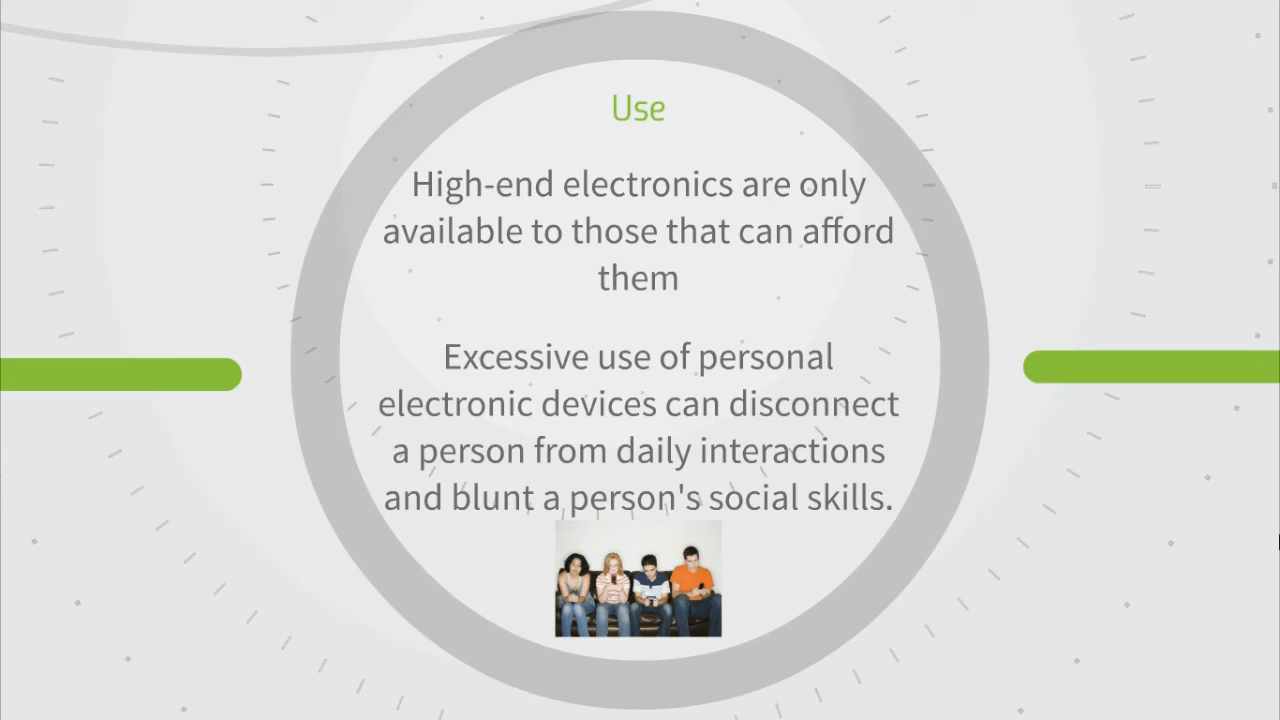 Use
High-end electronics are only
available to those that can afford
them
Excessive use of personal
electronic devices can disconnect
a person from daily interactions
and blunt a person's social skills.